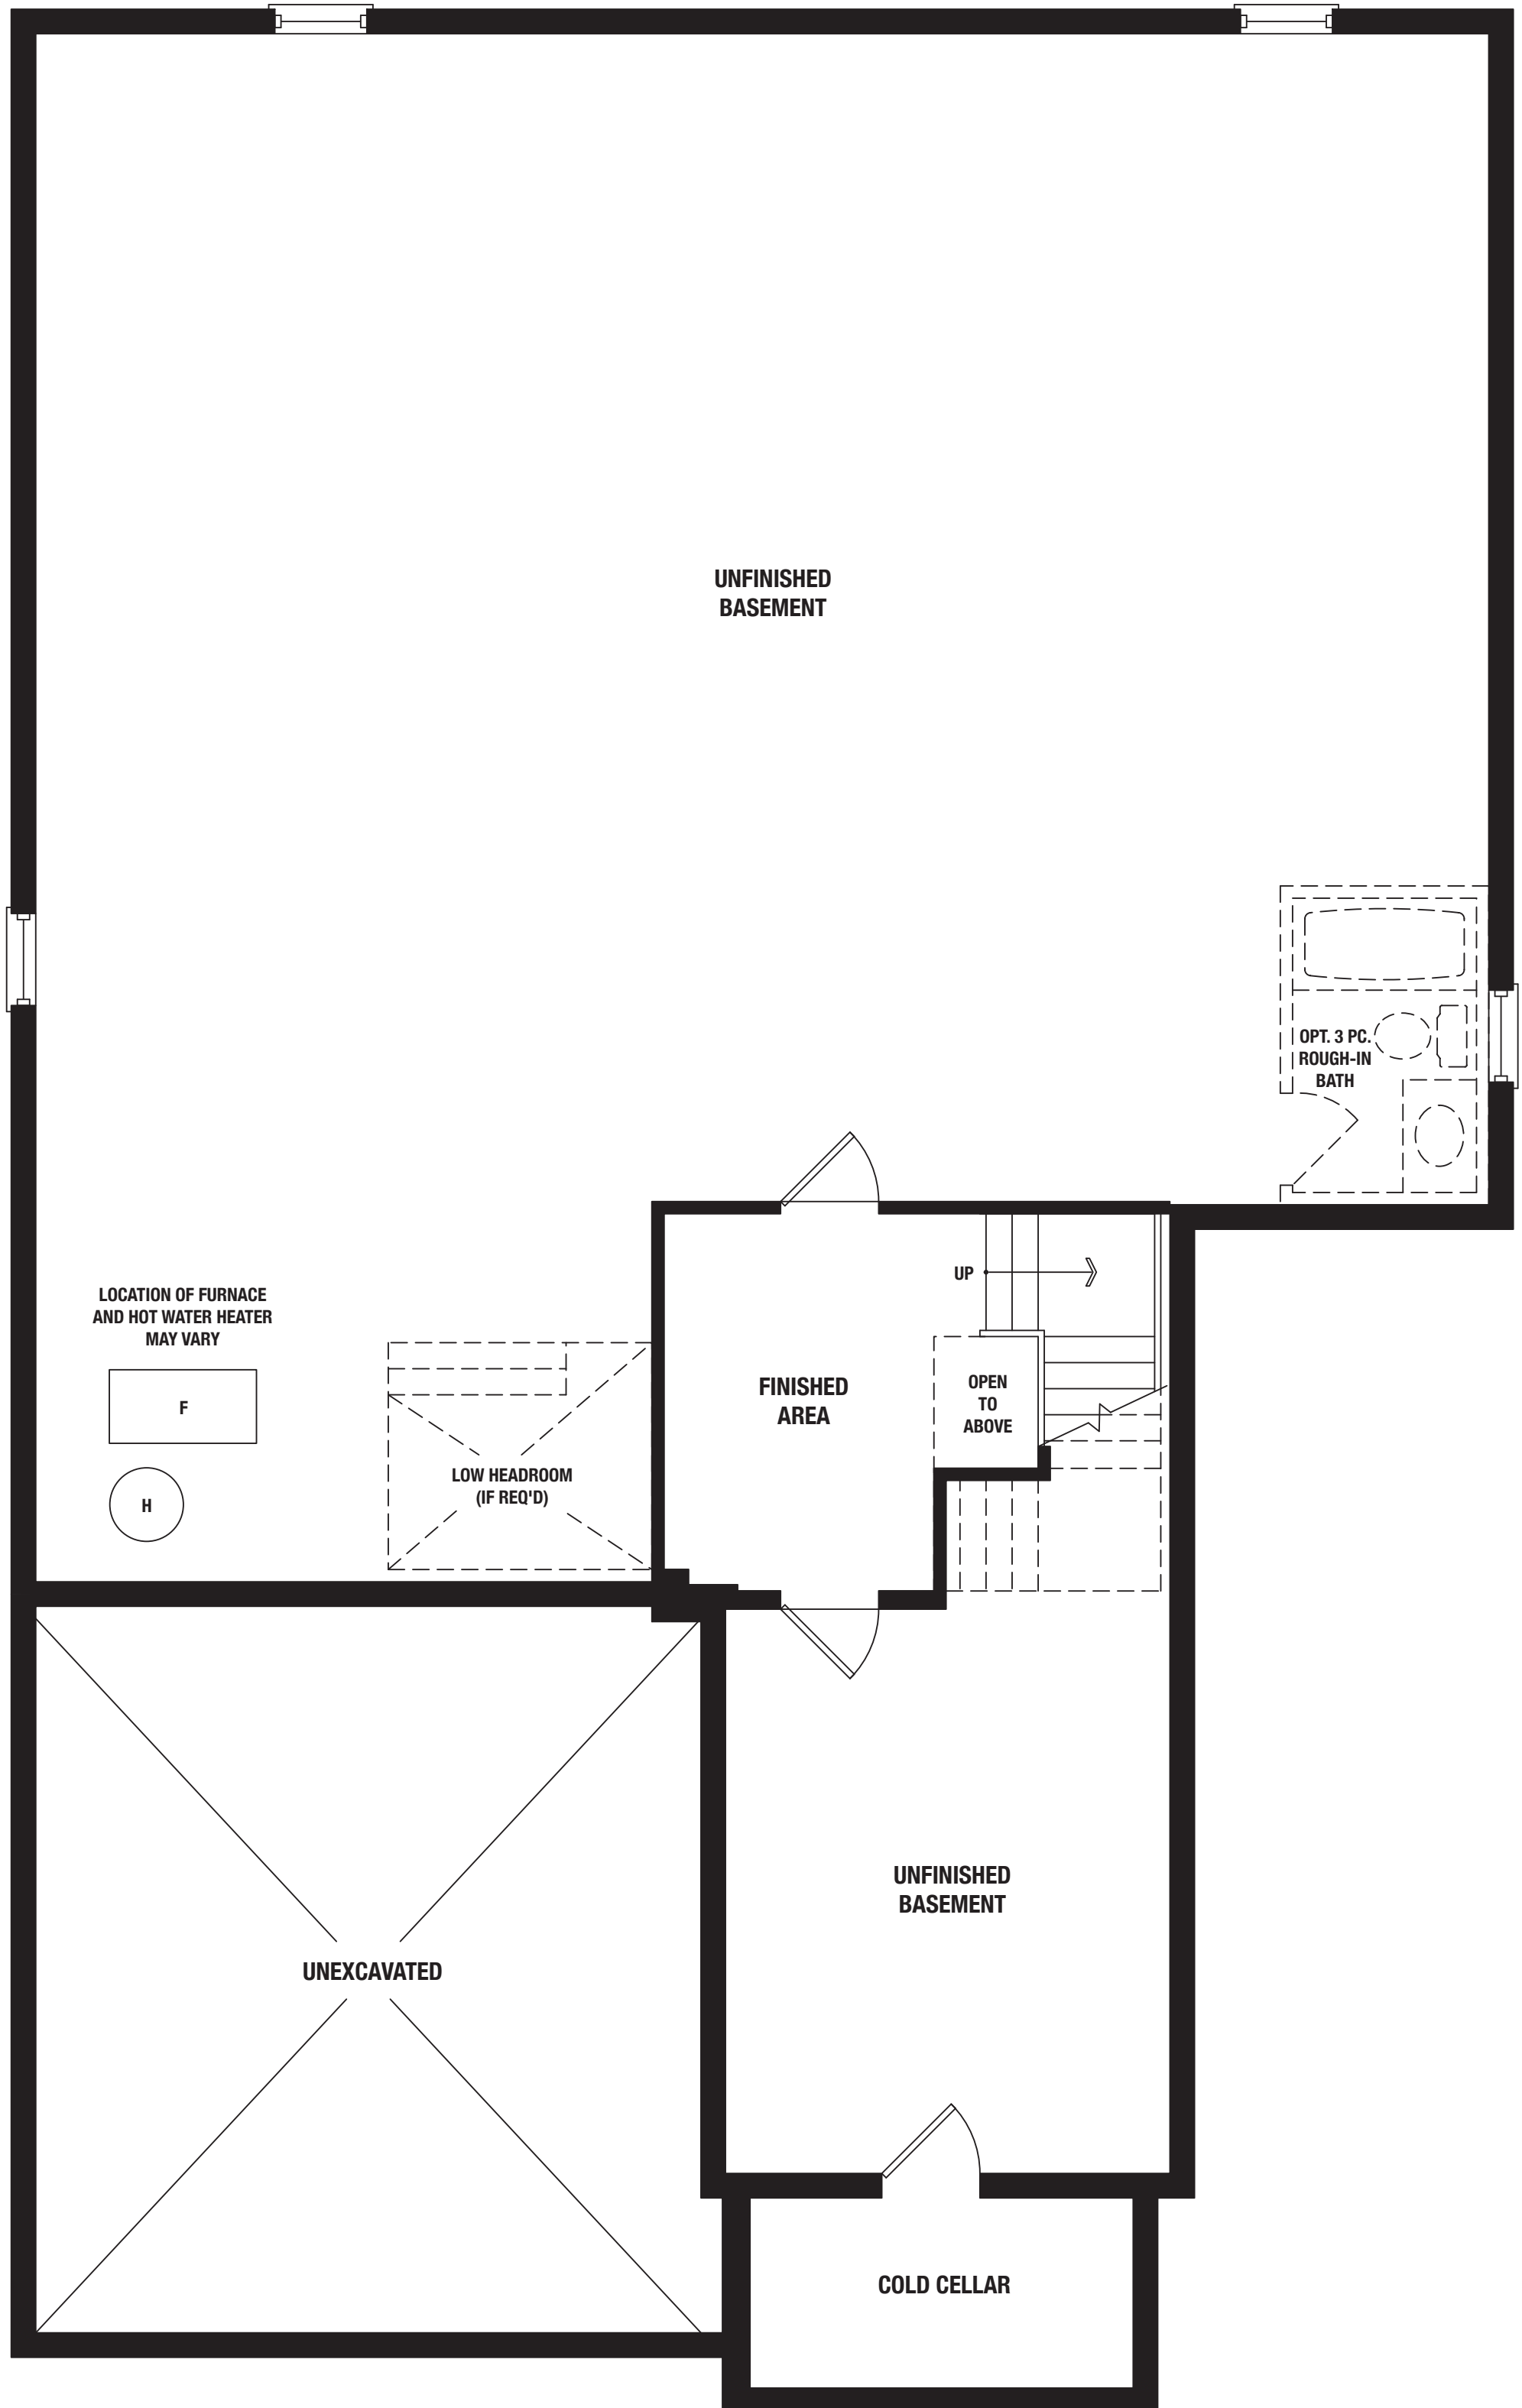 UNFINISHED
BASEMENT
OPT. 3 PC.
ROUGH-IN
BATH
UP
LOCATION OF FURNACE
AND HOT WATER HEATER
MAY VARY
F
H
LOW HEADROOM
(IF REQ'D)
FINISHED
AREA
OPEN
TO
ABOVE
UNFINISHED
BASEMENT
UNEXCAVATED
COLD CELLAR